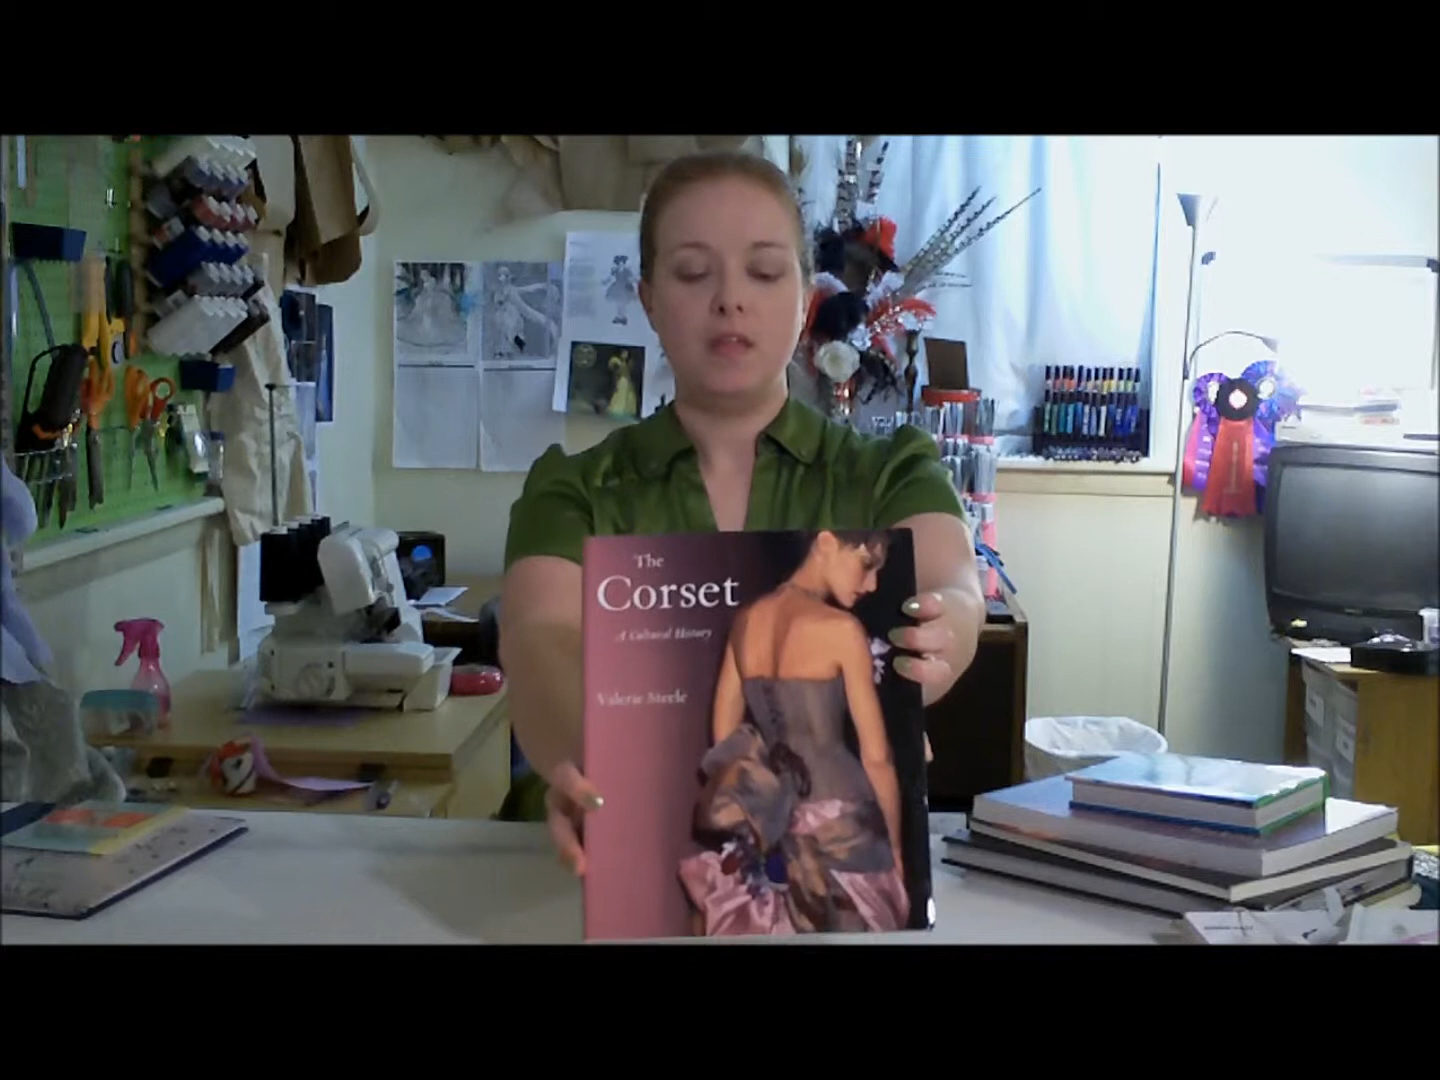 The
Corset
A Cultural History
Valerie Steele